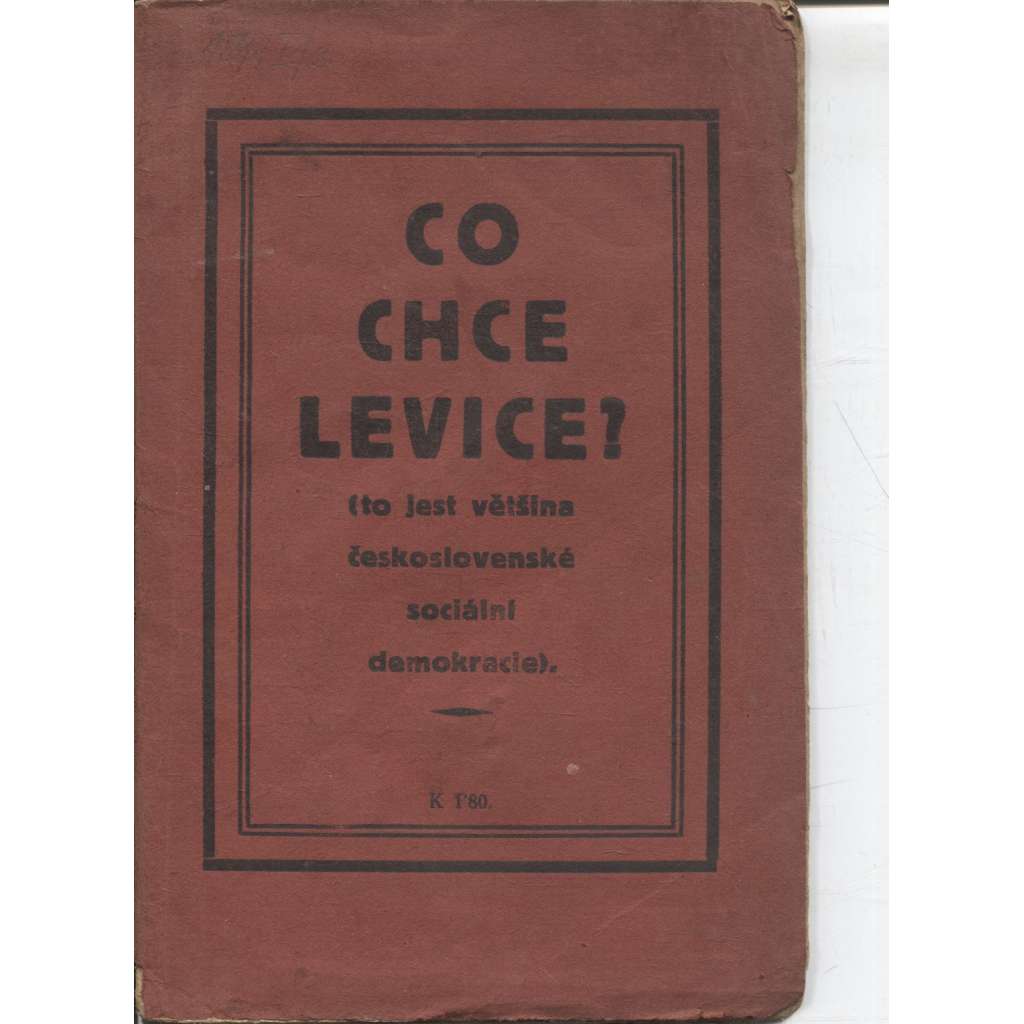 CO
CHCE
LEVICE?
(to jest většina
československé
sociální
demokracie).
K 1'80.